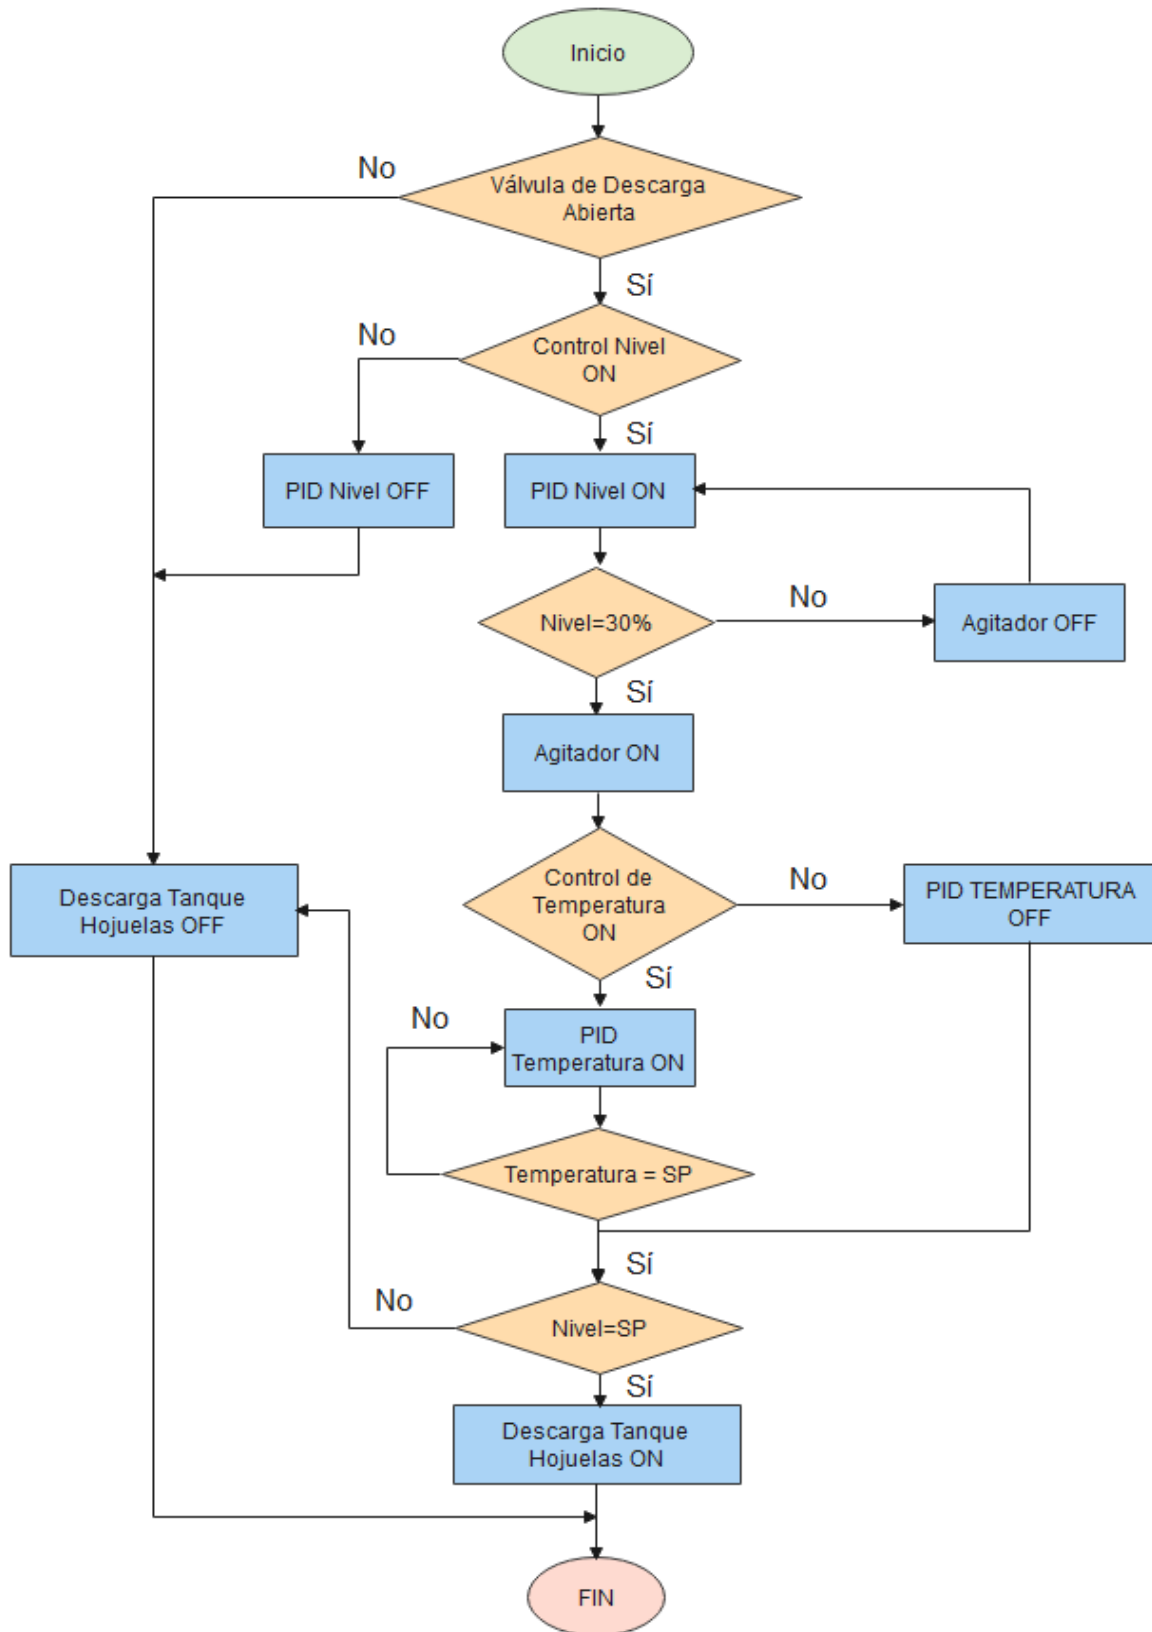 Inicio
No
Válvula de Descarga
Abierta
Sí
No
Control Nivel
ON
Sí
PID Nivel OFF
PID Nivel ON
Nivel=30%
No
Agitador OFF
Sí
Agitador ON
Descarga Tanque
Hojuelas OFF
Control de
Temperatura
ON
No
PID TEMPERATURA
OFF
Sí
No
PID
Temperatura ON
Temperatura = SP
Sí
No
Nivel=SP
Sí
Descarga Tanque
Hojuelas ON
FIN